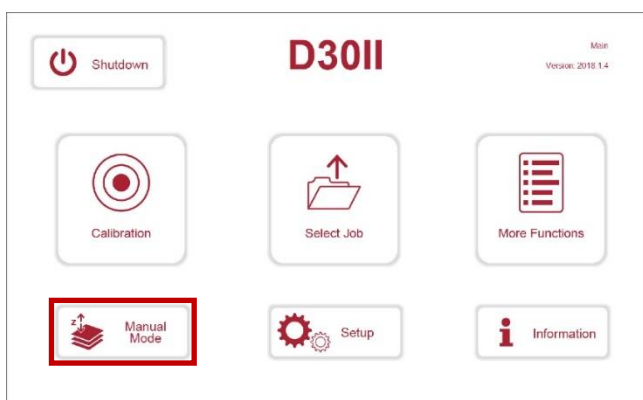 Shutdown
D30II
Main
Version: 2018.1.4
Calibration
Select Job
More Functions
z
Manual
Mode
Setup
i
Information